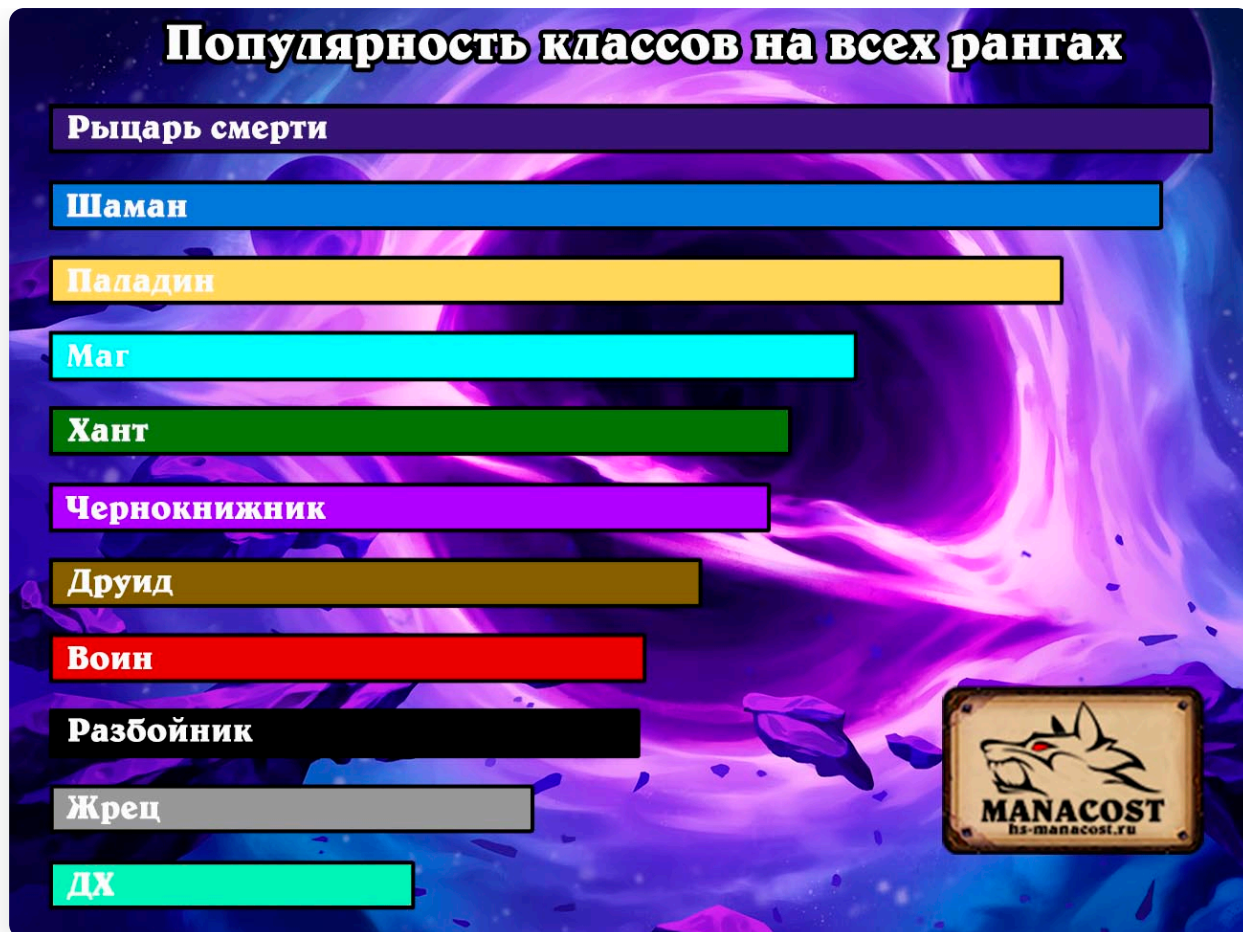 Популярность классов на всех рангах
Рыцарь смерти
Шаман
Паладин
Маг
Хант
Чернокнижник
Друид
Воин
Разбойник
Жрец
ДХ
MANACOST
hs-manacost.ru